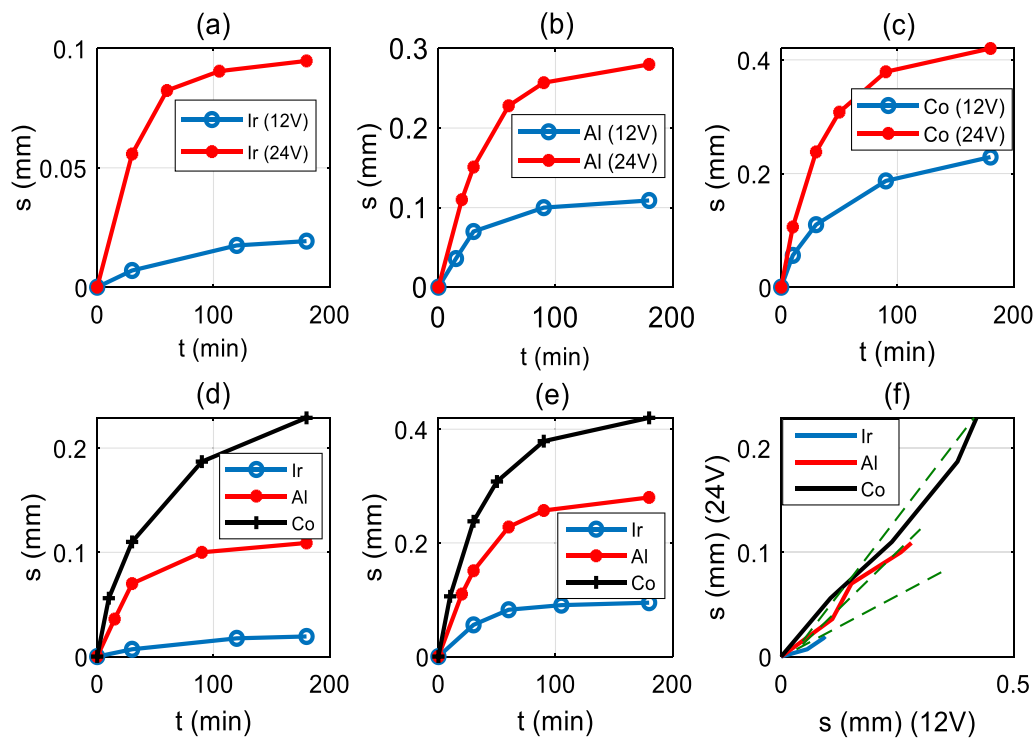 (a)
0.1
0.05
0
s (mm)
Ir (12V)
Ir (24V)
0
100
200
t (min)
(b)
0.3
0.2
0.1
0
s (mm)
Al (12V)
Al (24V)
0
100
200
t (min)
(c)
0.4
0.2
0
s (mm)
Co (12V)
Co (24V)
0
100
200
t (min)
(d)
0.2
0.1
0
s (mm)
Ir
Al
Co
0
100
200
t (min)
(e)
0.4
0.2
0
s (mm)
Ir
Al
Co
0
100
200
t (min)
(f)
0.2
0.1
0
s (mm) (24V)
Ir
Al
Co
0
0.5
s (mm) (12V)